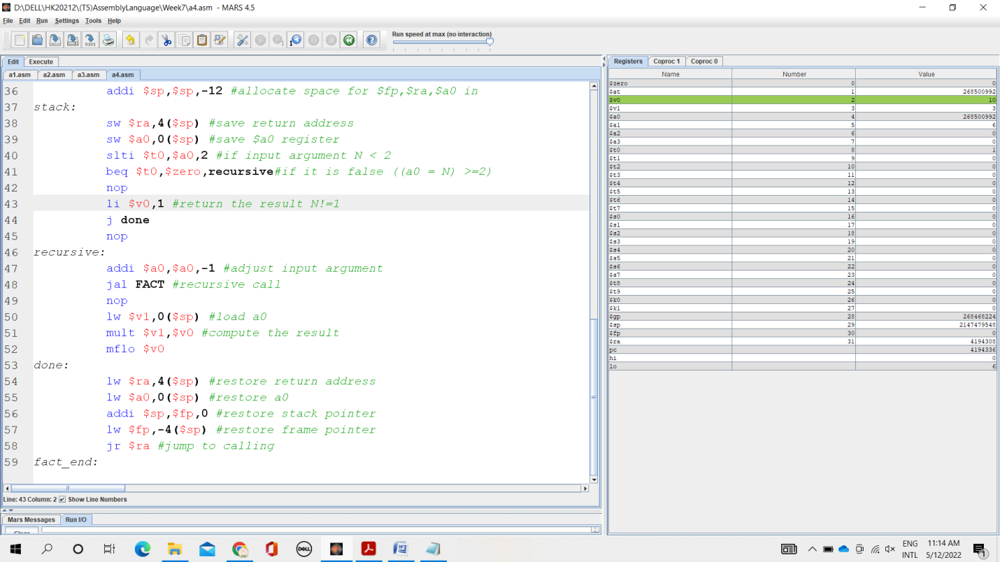 D:\DELL\HK20212\(T5)AssemblyLanguage\Week7\a4.asm - MARS 4.5
File Edit Run Settings Tools Help
Run speed at max (no interaction)
Edit Execute
a1.asm a2.asm a3.asm a4.asm
36 addi $sp,$sp,-12 #allocate space for $fp,$ra,$a0 in
37 stack:
38 sw $ra,4($sp) #save return address
39 sw $a0,0($sp) #save $a0 register
40 slti $t0,$a0,2 #if input argument N < 2
41 beq $t0,$zero,recursive#if it is false ((a0 = N) >=2)
42 nop
43 li $v0,1 #return the result N!=1
44 j done
45 nop
46 recursive:
47 addi $a0,$a0,-1 #adjust input argument
48 jal FACT #recursive call
49 nop
50 lw $v1,0($sp) #load a0
51 mult $v1,$v0 #compute the result
52 mflo $v0
53 done:
54 lw $ra,4($sp) #restore return address
55 lw $a0,0($sp) #restore a0
56 addi $sp,$fp,0 #restore stack pointer
57 lw $fp,-4($sp) #restore frame pointer
58 jr $ra #jump to calling
59 fact_end:
Line: 43 Column: 2 Show Line Numbers
Mars Messages Run I/O
Clear
Registers Coproc 1 Coproc 0
Name Number Value
$zero 0 0
$at 1 268500992
$v0 2 10
$v1 3 3
$a0 4 268500992
$a1 5 6
$a2 6 0
$a3 7 0
$t0 8 1
$t1 9 0
$t2 10 0
$t3 11 0
$t4 12 0
$t5 13 0
$t6 14 0
$t7 15 0
$s0 16 0
$s1 17 0
$s2 18 0
$s3 19 0
$s4 20 0
$s5 21 0
$s6 22 0
$s7 23 0
$t8 24 0
$t9 25 0
$k0 26 0
$k1 27 0
$gp 28 268468224
$sp 29 2147479548
$fp 30 0
$ra 31 4194308
pc 4194336
hi 0
lo 6
DELL
ENG 11:14 AM
INTL 5/12/2022
1